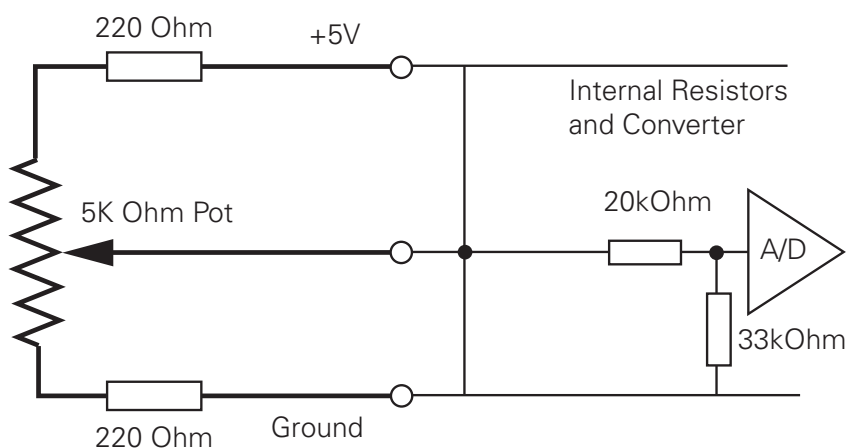 220 Ohm
+5V
Internal Resistors
and Converter
5K Ohm Pot
20kOhm
A/D
33kOhm
Ground
220 Ohm